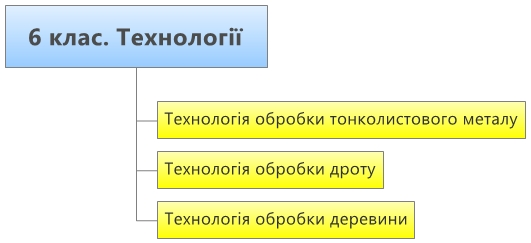 6 клас. Технології
Технологія обробки тонколистового металу
Технологія обробки дроту
Технологія обробки деревини